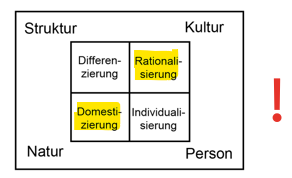 Struktur Kultur
Differen- Rationali-
zierung sierung
Domesti- Individuali-
zierung sierung
Natur Person
!